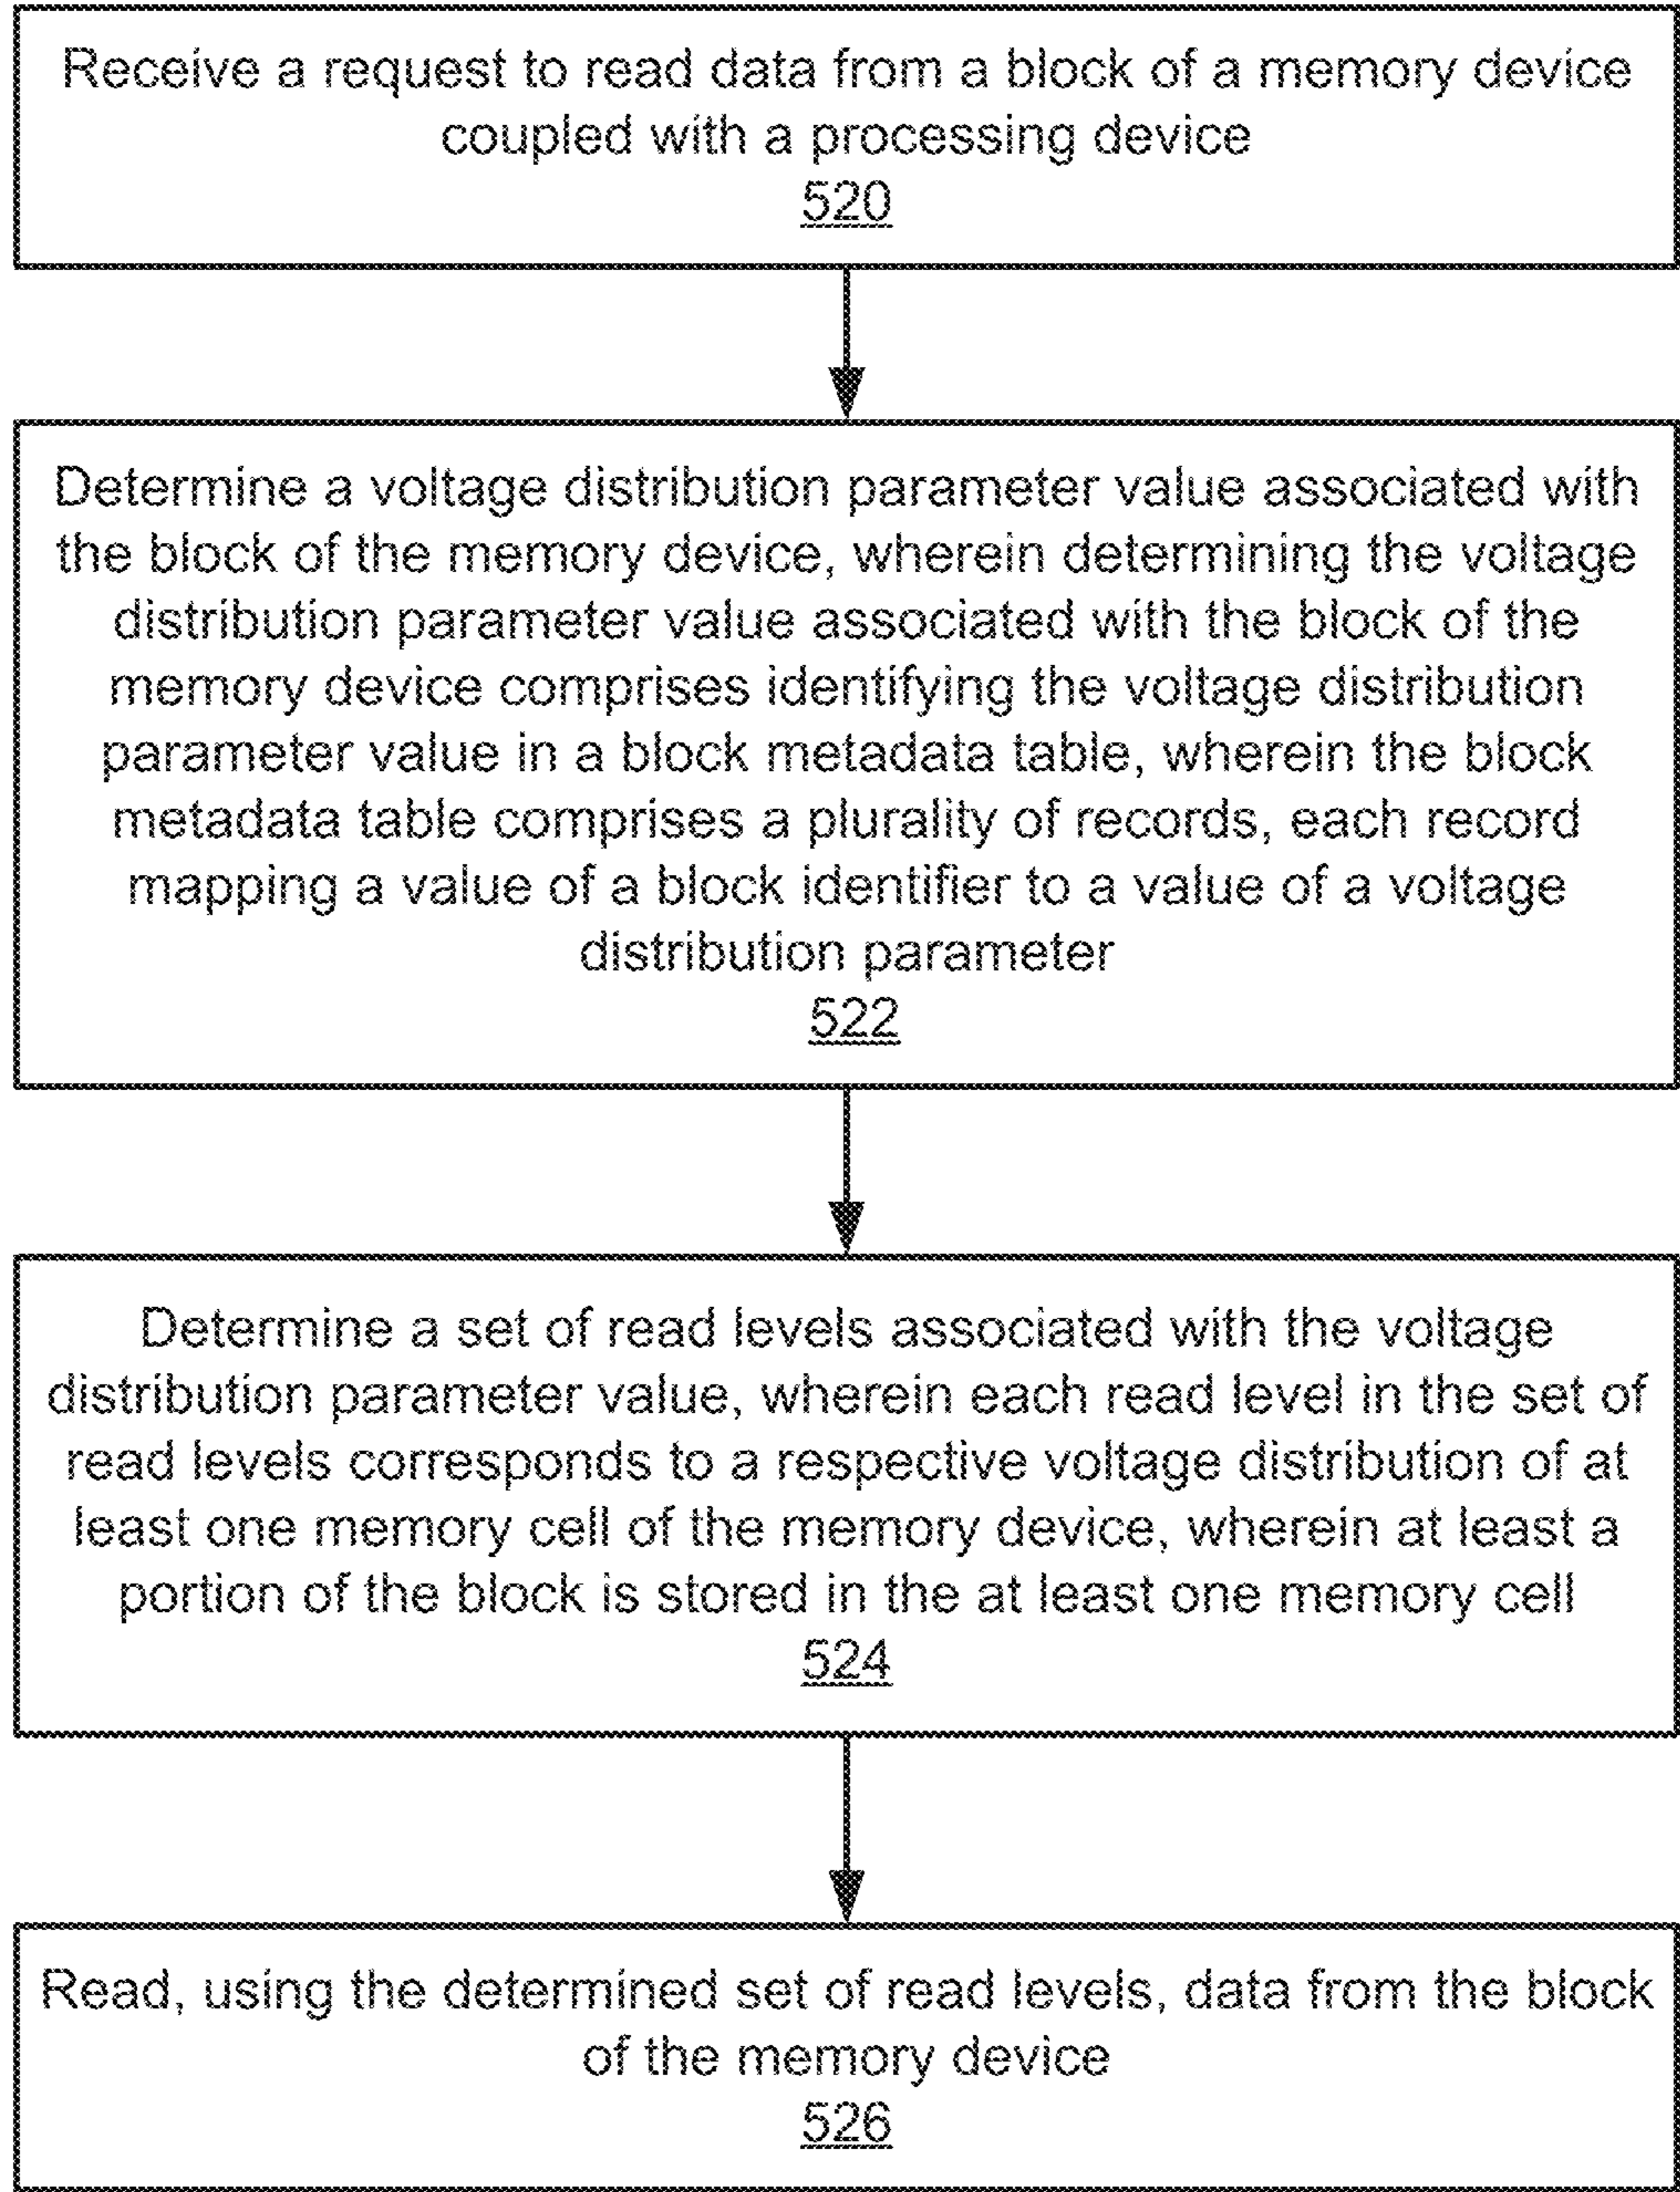 Receive a request to read data from a block of a memory device
coupled with a processing device
520
Determine a voltage distribution parameter value associated with
the block of the memory device, wherein determining the voltage
distribution parameter value associated with the block of the
memory device comprises identifying the voltage distribution
parameter value in a block metadata table, wherein the block
metadata table comprises a plurality of records, each record
mapping a value of a block identifier to a value of a voltage
distribution parameter
522
Determine a set of read levels associated with the voltage
distribution parameter value, wherein each read level in the set of
read levels corresponds to a respective voltage distribution of at
least one memory cell of the memory device, wherein at least a
portion of the block is stored in the at least one memory cell
524
Read, using the determined set of read levels, data from the block
of the memory device
526